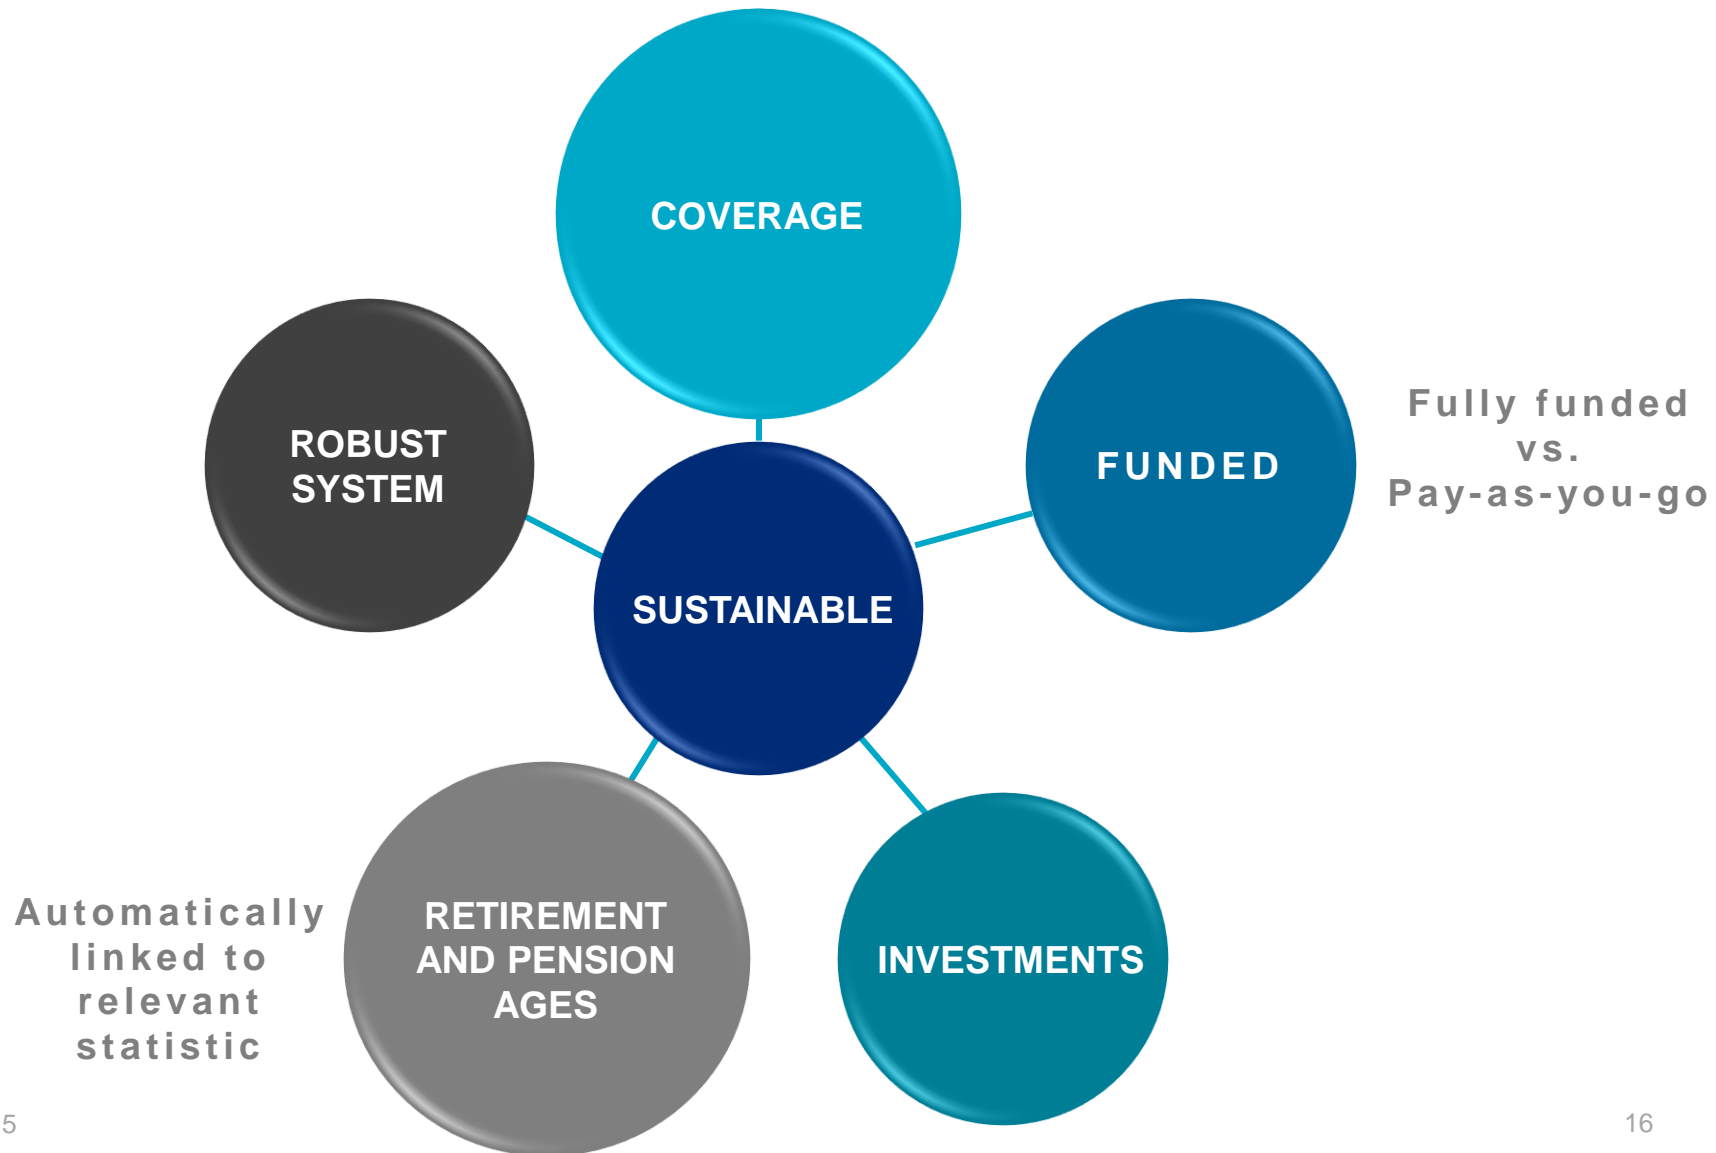 COVERAGE
ROBUST
SYSTEM
FUNDED
Fully funded
vs.
Pay-as-you-go
SUSTAINABLE
Automatically
linked to
relevant
statistic
RETIREMENT
AND PENSION
AGES
INVESTMENTS
5
16